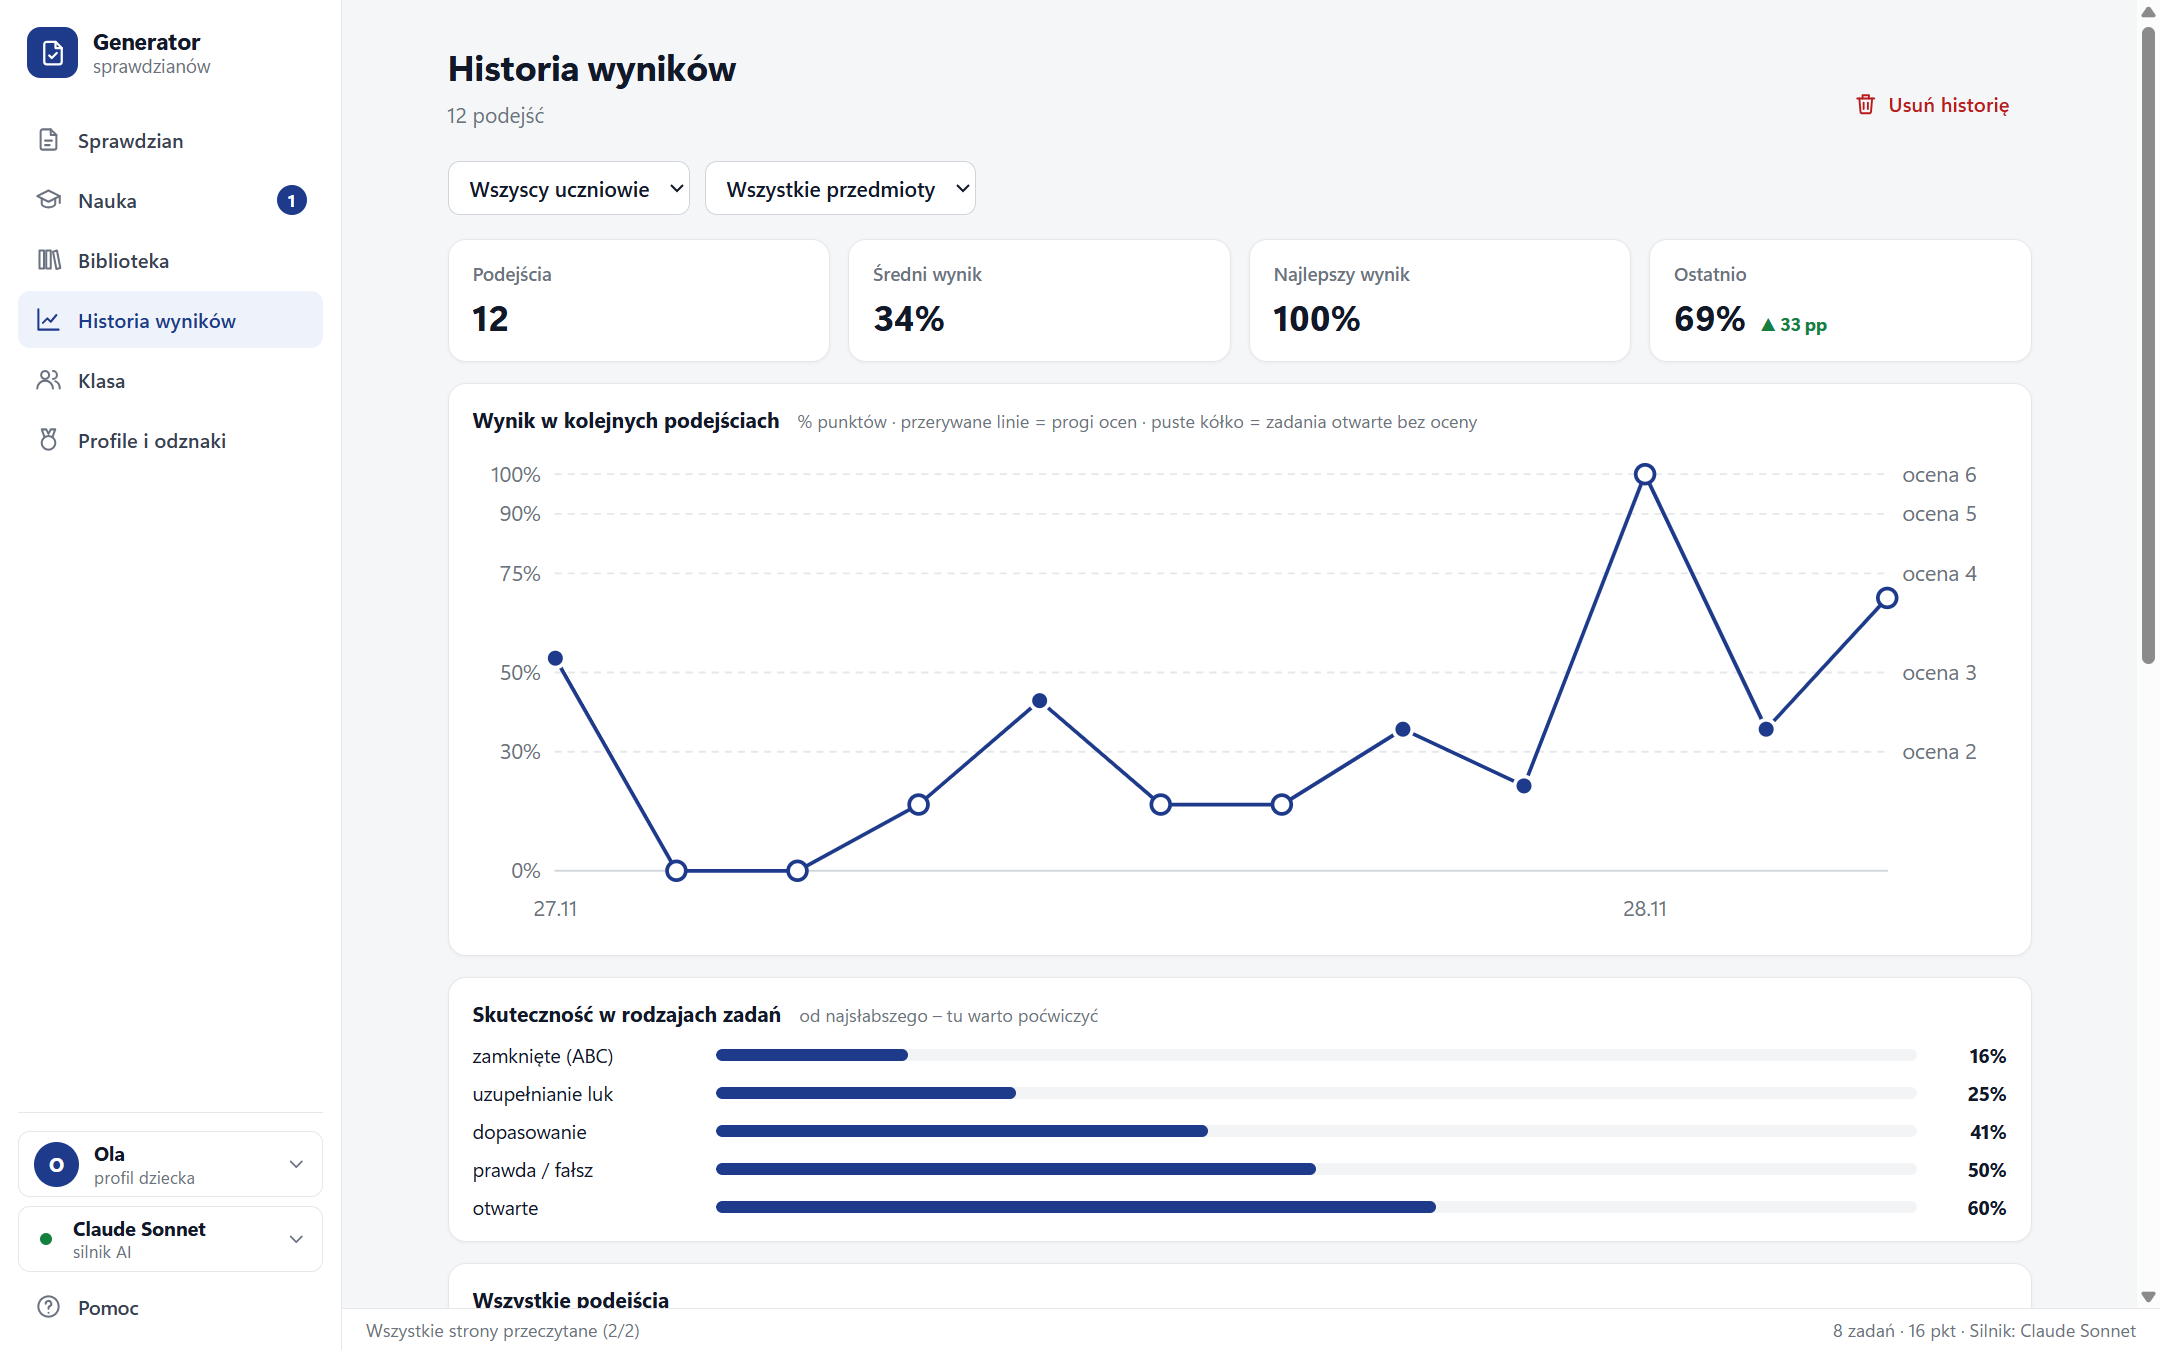 Generator
sprawdzianów
Sprawdzian
Nauka 1
Biblioteka
Historia wyników
Klasa
Profile i odznaki
O Ola
profil dziecka
Claude Sonnet
silnik AI
Pomoc
Historia wyników
12 podejść
Usuń historię
Wszyscy uczniowie Wszystkie przedmioty
Podejścia
12
Średni wynik
34%
Najlepszy wynik
100%
Ostatnio
69% ▲ 33 pp
Wynik w kolejnych podejściach % punktów · przerywane linie = progi ocen · puste kółko = zadania otwarte bez oceny
100% ocena 6
90% ocena 5
75% ocena 4
50% ocena 3
30% ocena 2
0%
27.11 28.11
Skuteczność w rodzajach zadań od najsłabszego – tu warto poćwiczyć
zamknięte (ABC) 16%
uzupełnianie luk 25%
dopasowanie 41%
prawda / fałsz 50%
otwarte 60%
Wszystkie podejścia
Wszystkie strony przeczytane (2/2)
8 zadań · 16 pkt · Silnik: Claude Sonnet